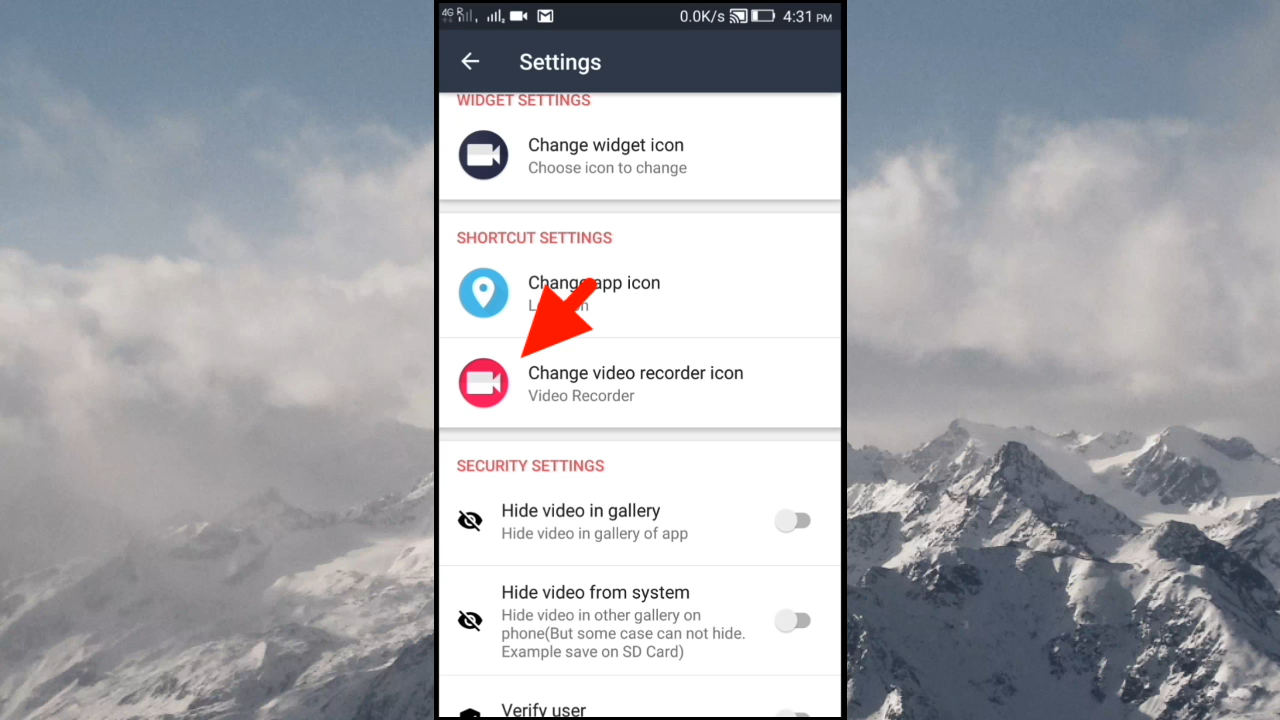 4G R 0.0K/s 4:31 PM
Settings
WIDGET SETTINGS
Change widget icon
Choose icon to change
SHORTCUT SETTINGS
Change app icon
Change video recorder icon
Video Recorder
SECURITY SETTINGS
Hide video in gallery
Hide video in gallery of app
Hide video from system
Hide video in other gallery on
phone(But some case can not hide.
Example save on SD Card)
Verify user